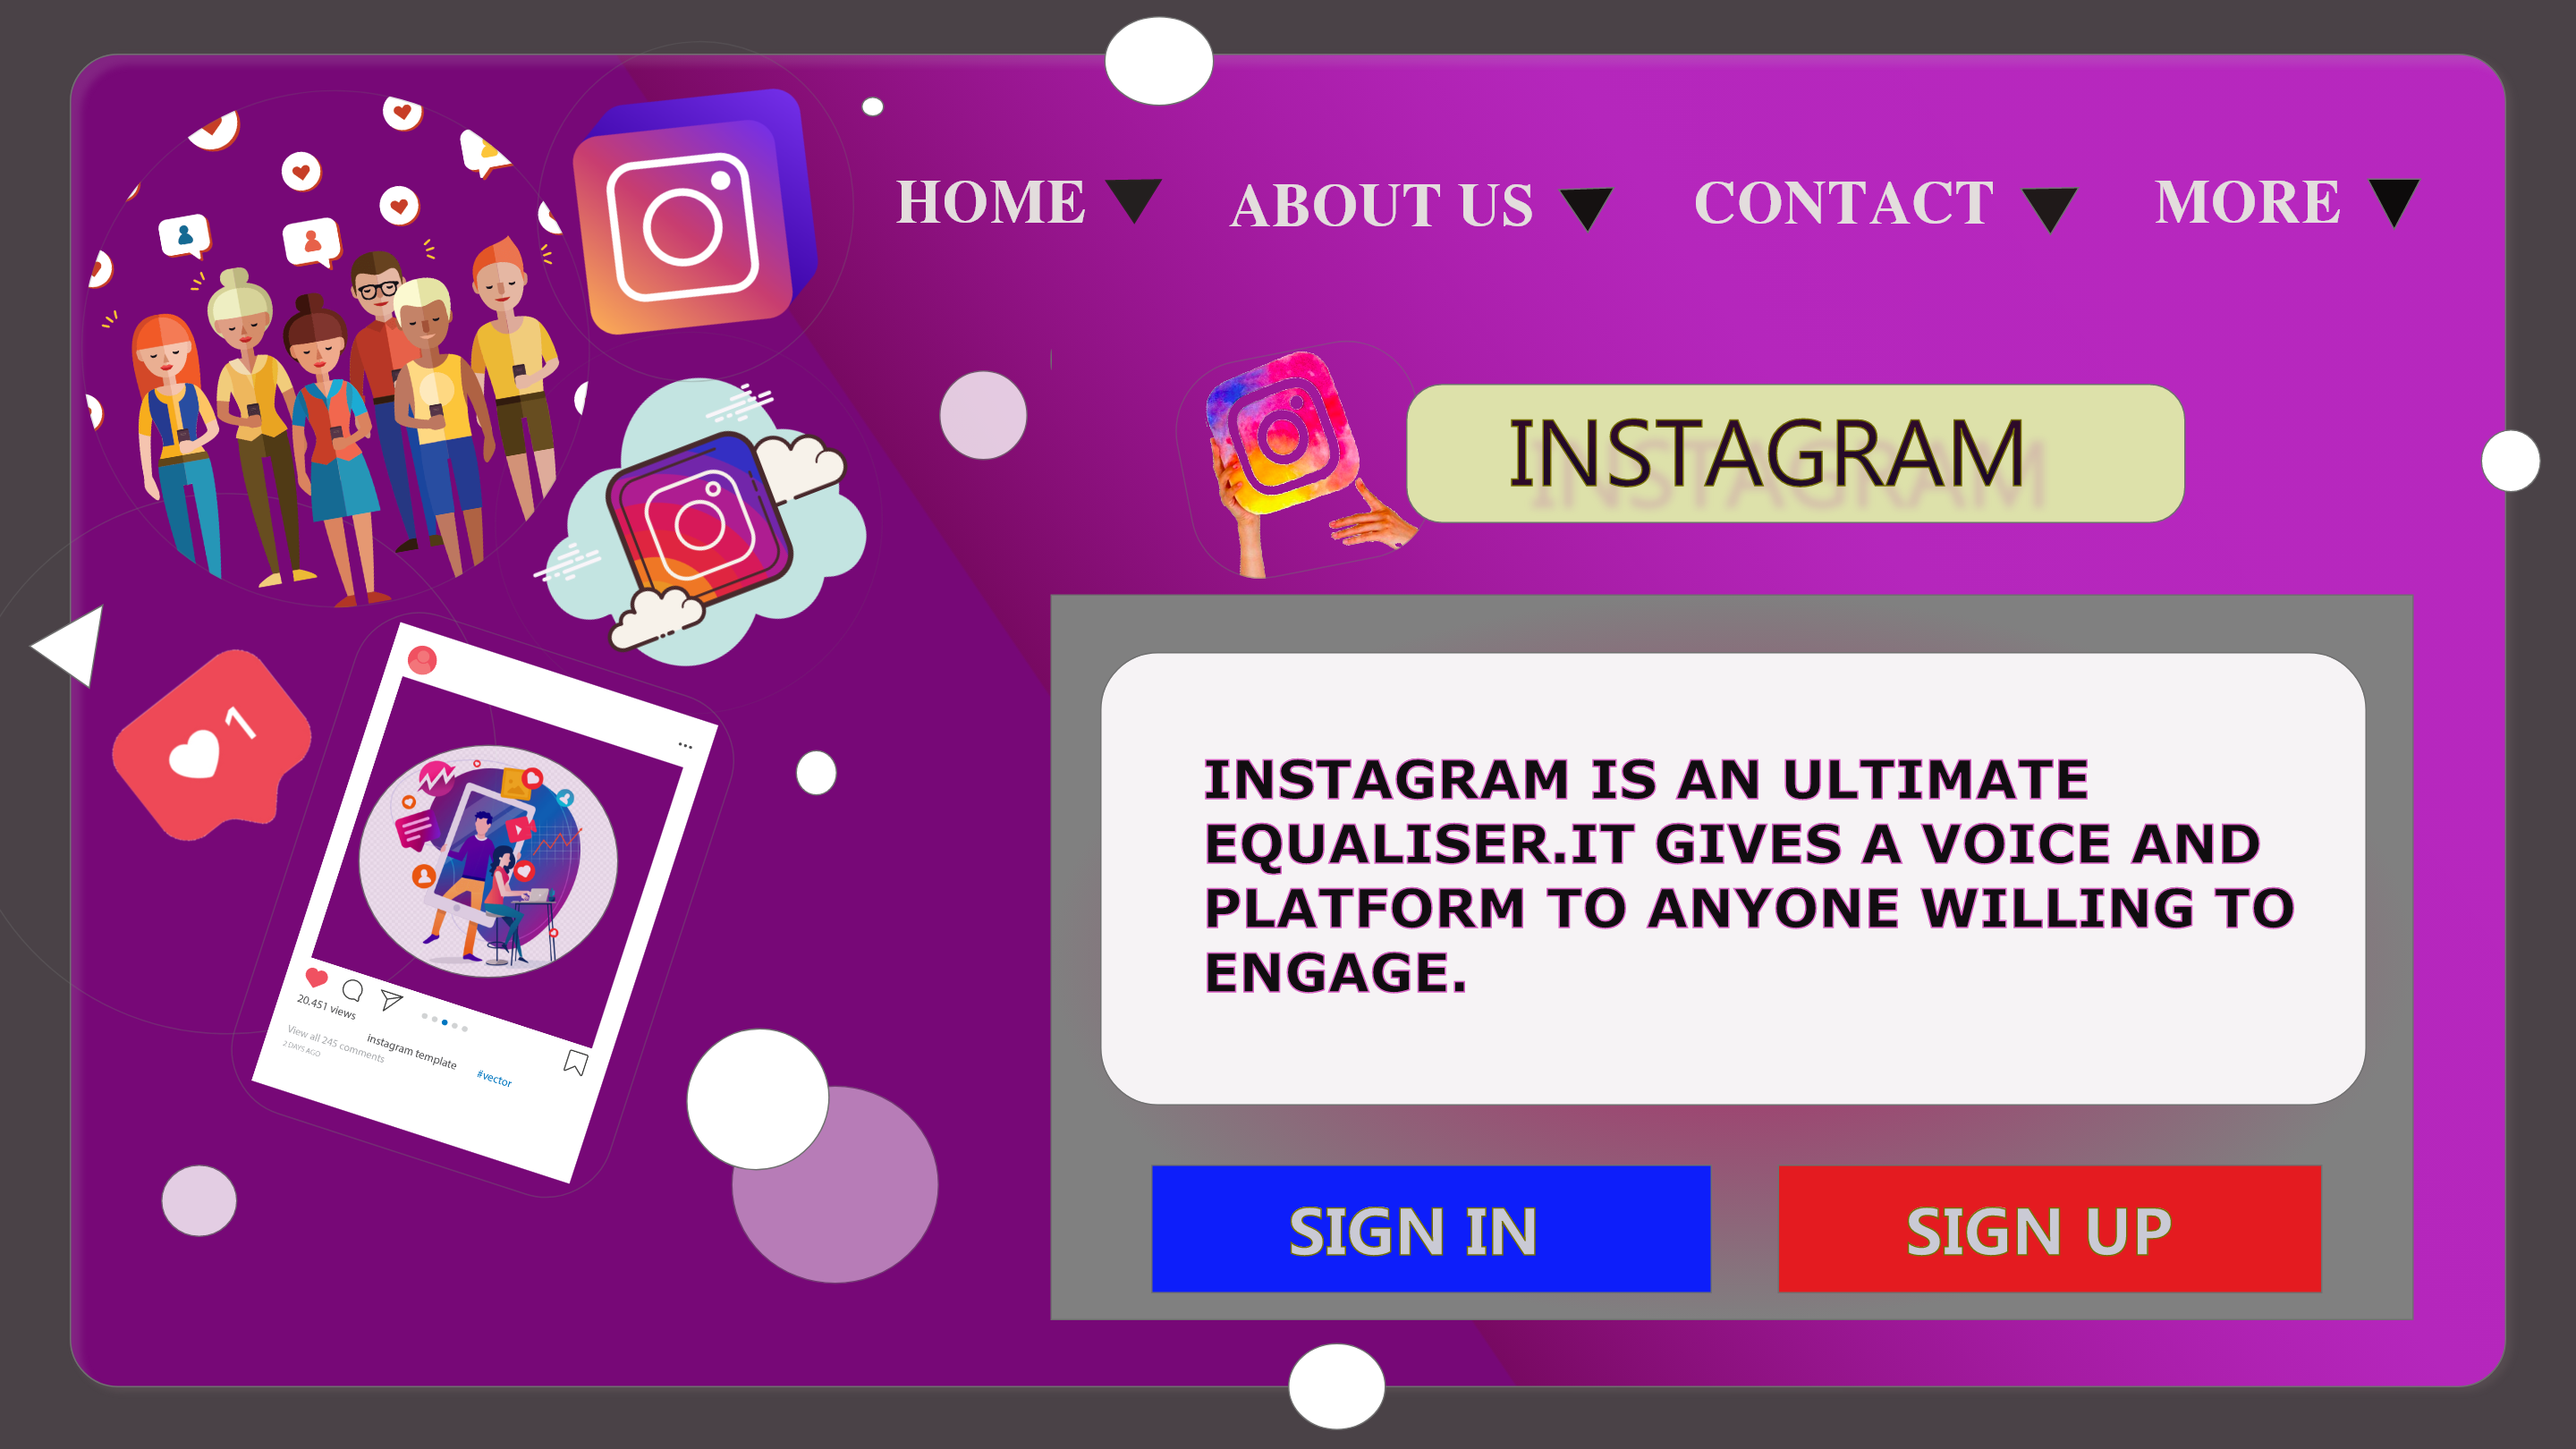 HOME
ABOUT US
CONTACT
MORE
INSTAGRAM
INSTAGRAM IS AN ULTIMATE
EQUALISER.IT GIVES A VOICE AND
PLATFORM TO ANYONE WILLING TO
ENGAGE.
SIGN IN
SIGN UP
1
20.451 views
instagram template
#vector
View all 245 comments
2 DAYS AGO